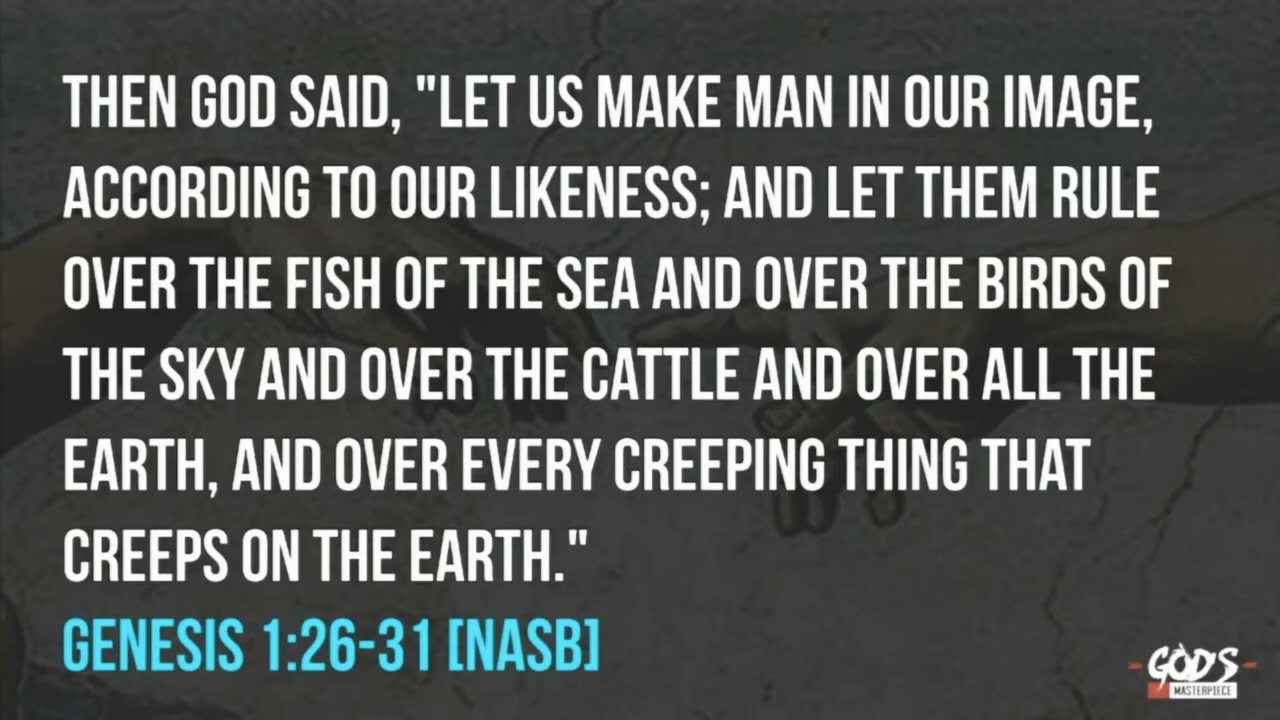 THEN GOD SAID, "LET US MAKE MAN IN OUR IMAGE,
ACCORDING TO OUR LIKENESS; AND LET THEM RULE
OVER THE FISH OF THE SEA AND OVER THE BIRDS OF
THE SKY AND OVER THE CATTLE AND OVER ALL THE
EARTH, AND OVER EVERY CREEPING THING THAT
CREEPS ON THE EARTH."
GENESIS 1:26-31 [NASB]
GOD'S
MASTERPIECE